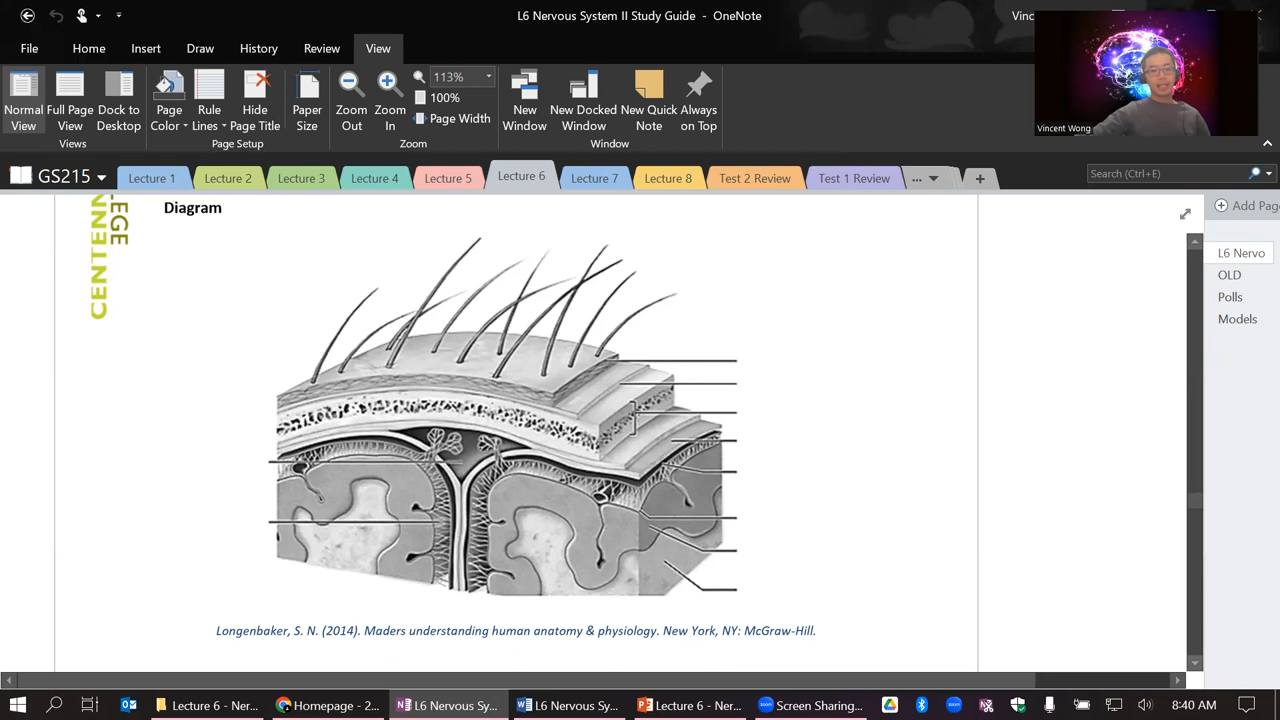 L6 Nervous System II Study Guide - OneNote
File Home Insert Draw History Review View
Normal View
Full Page View
Dock to Desktop
Page Color
Rule Lines
Hide Page Title
Paper Size
Zoom Out
Zoom In
113%
100%
Page Width
New Window
New Docked Window
New Quick Note
Always on Top
Views
Page Setup
Zoom
Window
Vincent Wong
GS215
Lecture 1
Lecture 2
Lecture 3
Lecture 4
Lecture 5
Lecture 6
Lecture 7
Lecture 8
Test 2 Review
Test 1 Review
...
Search (Ctrl+E)
Diagram
L6 Nervo
OLD
Polls
Models
Longenbaker, S. N. (2014). Maders understanding human anatomy & physiology. New York, NY: McGraw-Hill.
Lecture 6 - Ner...
Homepage - 2...
L6 Nervous Sy...
L6 Nervous Sy...
Lecture 6 - Ner...
Screen Sharing...
8:40 AM